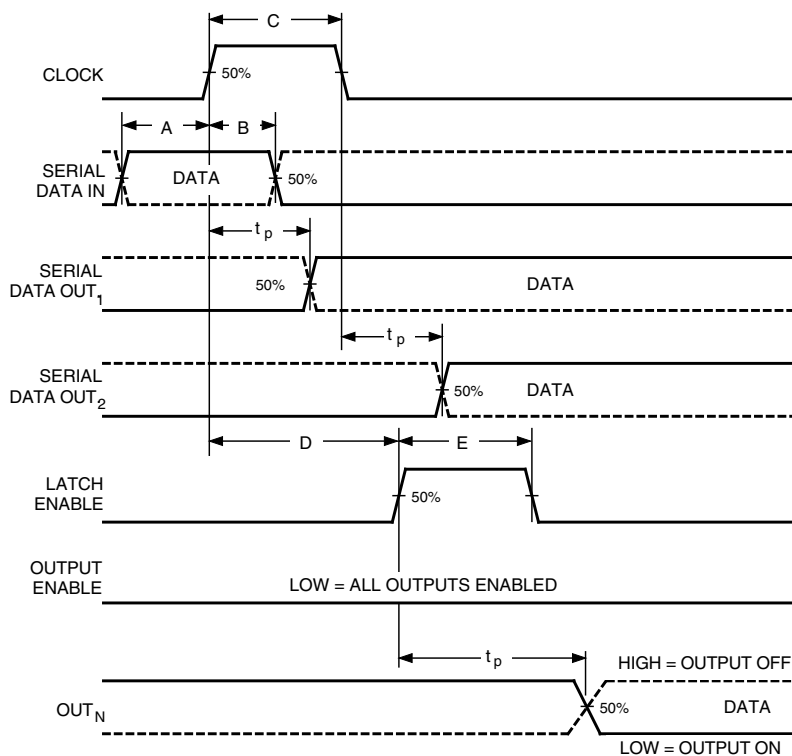 C
CLOCK
50%
A
B
SERIAL
DATA IN
DATA
50%
t p
SERIAL
DATA OUT1
50%
DATA
t p
SERIAL
DATA OUT2
50%
DATA
D
E
LATCH
ENABLE
50%
OUTPUT
ENABLE
LOW = ALL OUTPUTS ENABLED
t p
HIGH = OUTPUT OFF
OUTN
50%
DATA
LOW = OUTPUT ON